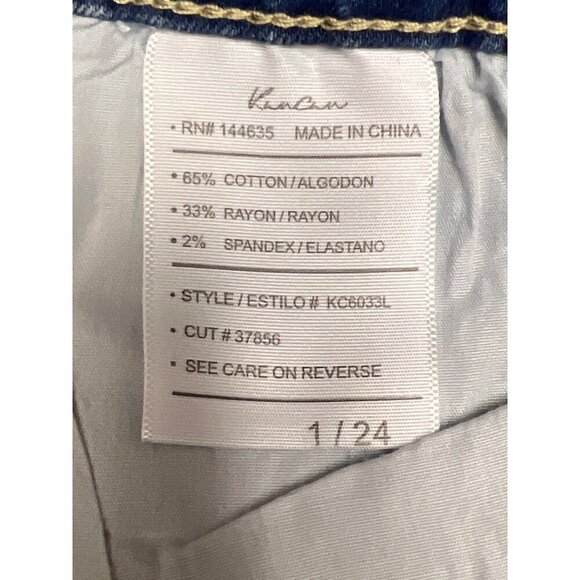 KanCan
• RN# 144635 MADE IN CHINA
• 65% COTTON/ALGODON
• 33% RAYON/RAYON
• 2% SPANDEX/ELASTANO
• STYLE/ESTILO# KC6033L
• CUT# 37856
• SEE CARE ON REVERSE
1/24